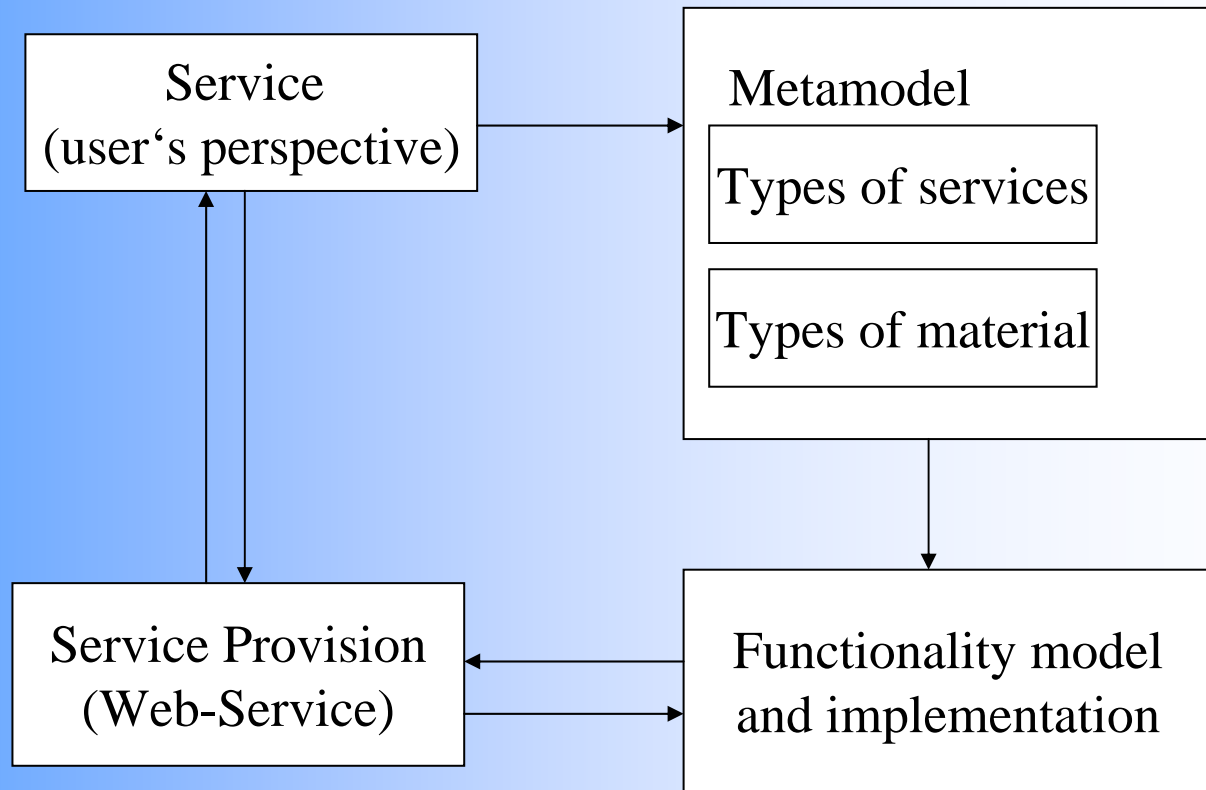 Service
(user‘s perspective)
Metamodel
Types of services
Types of material
Service Provision
(Web-Service)
Functionality model
and implementation